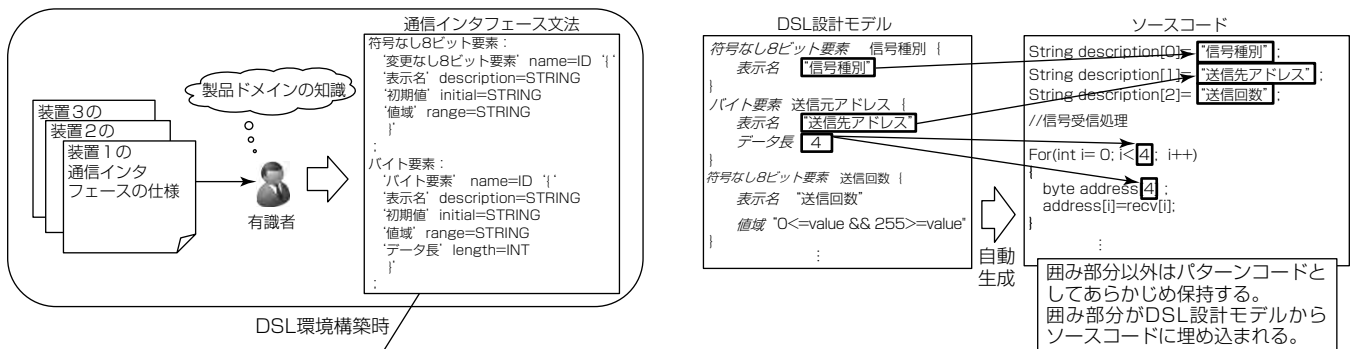 通信インタフェース文法
符号なし8ビット要素：
‘変更なし8ビット要素’ name=ID ‘{‘
‘表示名’ description=STRING
‘初期値’ initial=STRING
‘値域’ range=STRING
}’
;
バイト要素：
‘バイト要素’ name=ID ‘{‘
‘表示名’ description=STRING
‘初期値’ initial=STRING
‘値域’ range=STRING
‘データ長’ length=INT
}’
;
製品ドメインの知識
装置3の
装置2の
装置1の
通信インタ
フェースの仕様
有識者
DSL環境構築時
DSL設計モデル
符号なし8ビット要素 信号種別 {
表示名 “信号種別”
}
バイト要素 送信元アドレス {
表示名 “送信先アドレス”
データ長 4
}
符号なし8ビット要素 送信回数 {
表示名 “送信回数”
値域 “0<=value && 255>=value”
}
⋮
自動
生成
ソースコード
String description[0]= “信号種別” ;
String description[1]= “送信先アドレス” ;
String description[2]= “送信回数” ;
//信号受信処理
For(int i= 0; i< 4; i++)
{
byte address 4 ;
address[i]=recv[i];
}
⋮
囲み部分以外はパターンコードと
してあらかじめ保持する。
囲み部分がDSL設計モデルから
ソースコードに埋め込まれる。